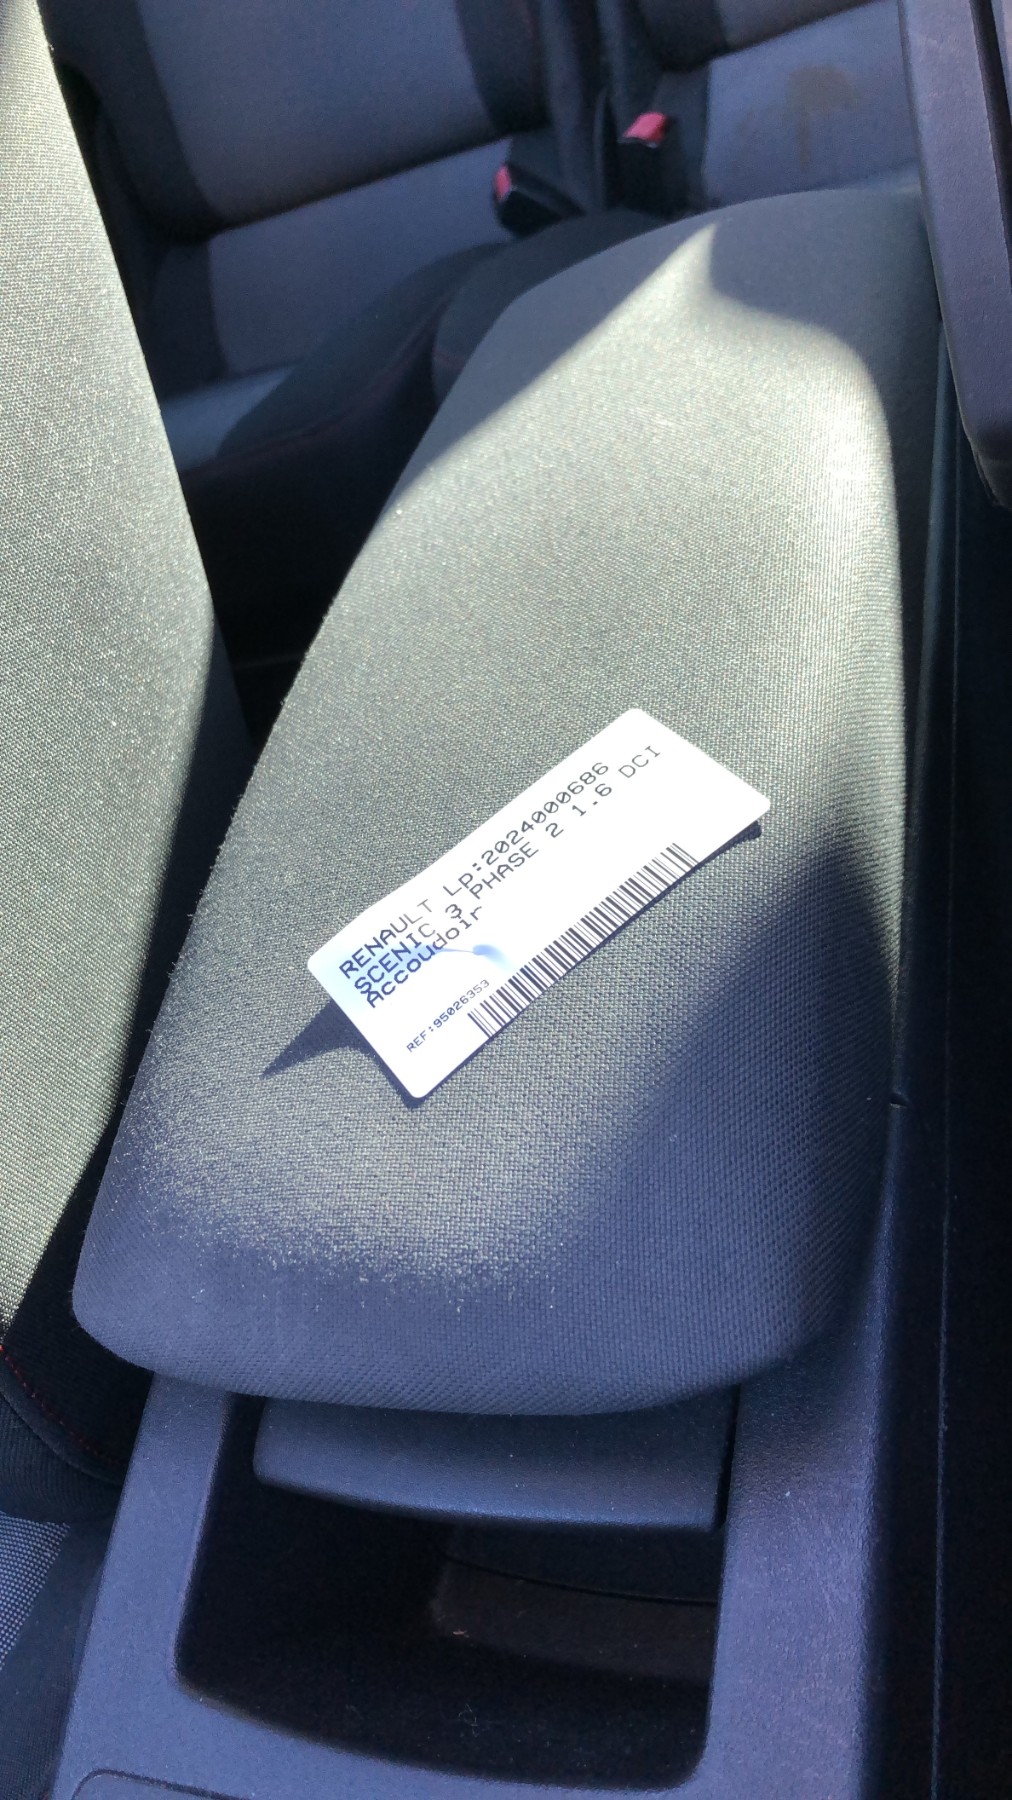 RENAULT Lp:2024000686
SCENIC 3 PHASE 2 1.6 DCI
Accoudoir
REF:95026353